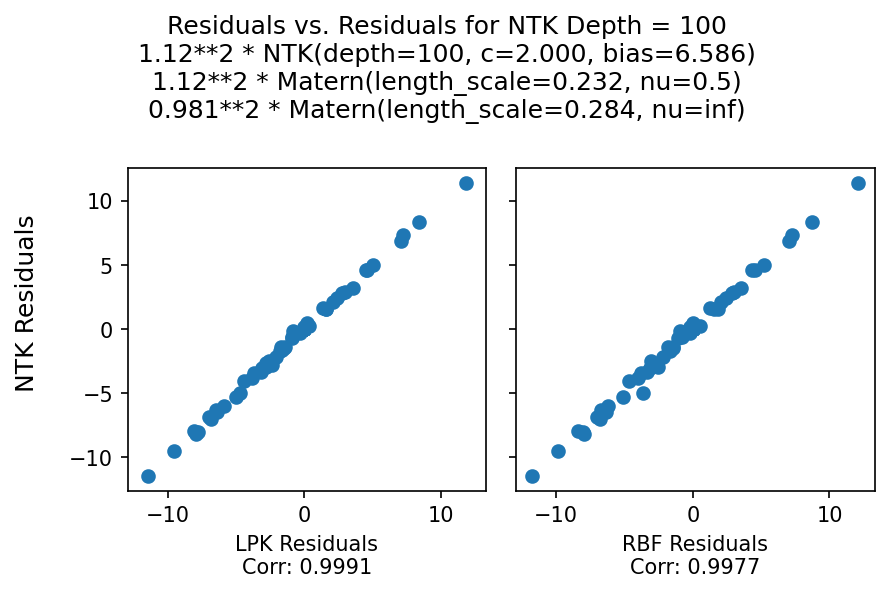 Residuals vs. Residuals for NTK Depth = 100
1.12**2 * NTK(depth=100, c=2.000, bias=6.586)
1.12**2 * Matern(length_scale=0.232, nu=0.5)
0.981**2 * Matern(length_scale=0.284, nu=inf)
NTK Residuals
10
5
0
−5
−10
−10 0 10
LPK Residuals
Corr: 0.9991
−10 0 10
RBF Residuals
Corr: 0.9977